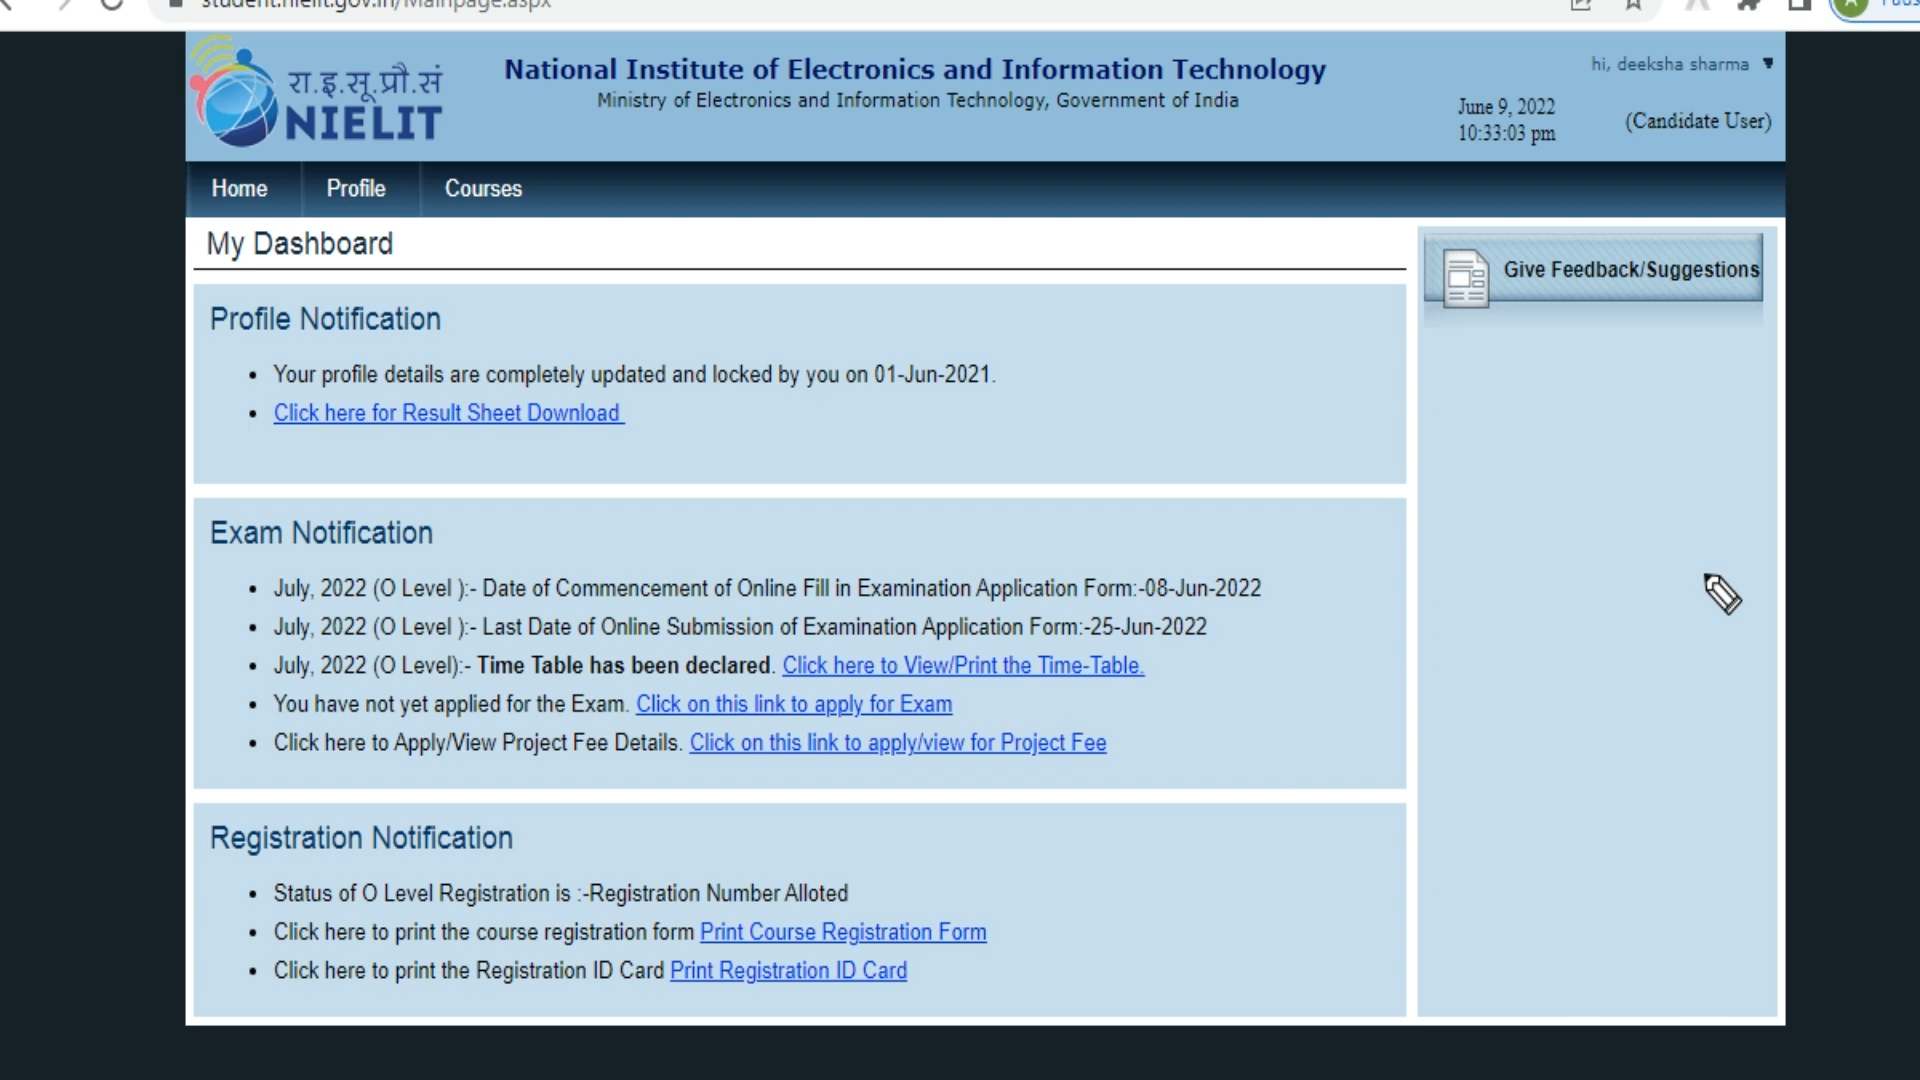 student.nielit.gov.in/Mainpage.aspx
A
रा.इ.सू.प्रौ.सं
NIELIT
National Institute of Electronics and Information Technology
Ministry of Electronics and Information Technology, Government of India
hi, deeksha sharma
June 9, 2022
10:33:03 pm
(Candidate User)
Home Profile Courses
My Dashboard
Give Feedback/Suggestions
Profile Notification
Your profile details are completely updated and locked by you on 01-Jun-2021.
Click here for Result Sheet Download
Exam Notification
July, 2022 (O Level ):- Date of Commencement of Online Fill in Examination Application Form:-08-Jun-2022
July, 2022 (O Level ):- Last Date of Online Submission of Examination Application Form:-25-Jun-2022
July, 2022 (O Level):- Time Table has been declared. Click here to View/Print the Time-Table.
You have not yet applied for the Exam. Click on this link to apply for Exam
Click here to Apply/View Project Fee Details. Click on this link to apply/view for Project Fee
Registration Notification
Status of O Level Registration is :-Registration Number Alloted
Click here to print the course registration form Print Course Registration Form
Click here to print the Registration ID Card Print Registration ID Card